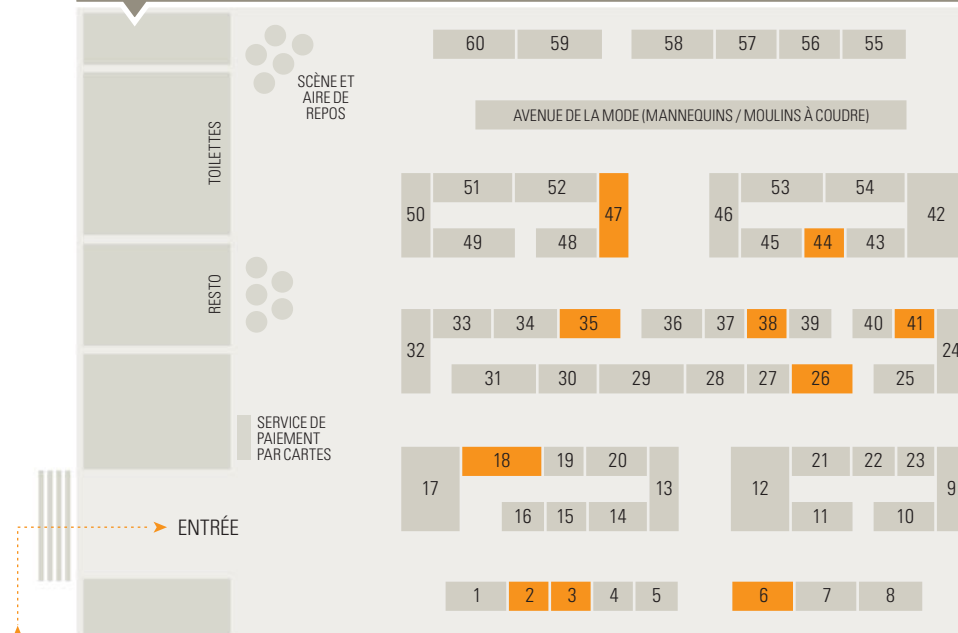 60 59 58 57 56 55
SCÈNE ET
AIRE DE
REPOS
AVENUE DE LA MODE (MANNEQUINS / MOULINS À COUDRE)
TOILETTES
51 52 53 54
50 47 46 42
49 48 45 44 43
RESTO
33 34 35 36 37 38 39 40 41
32 24
31 30 29 28 27 26 25
SERVICE DE
PAIEMENT
PAR CARTES
18 19 20 21 22 23
17 13 12 9
16 15 14 11 10
ENTRÉE
1 2 3 4 5 6 7 8